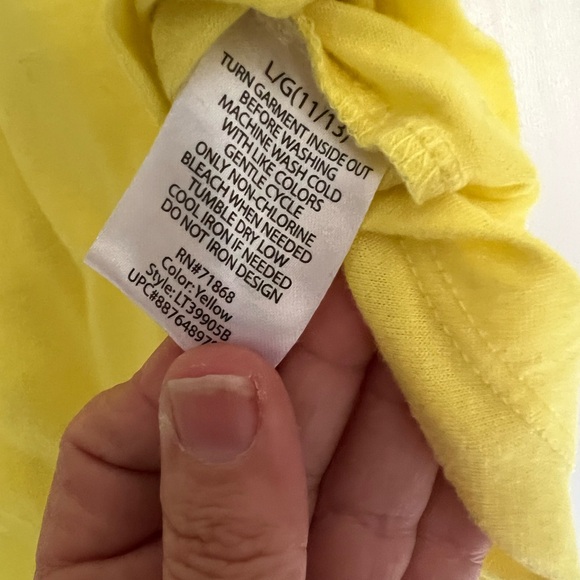 L/G(11/13)
TURN GARMENT INSIDE OUT
BEFORE WASHING
MACHINE WASH COLD
WITH LIKE COLORS
GENTLE CYCLE
ONLY NON-CHLORINE
BLEACH WHEN NEEDED
TUMBLE DRY LOW
COOL IRON IF NEEDED
DO NOT IRON DESIGN
RN#71868
Color: Yellow
Style: LT39905B
UPC#88764897